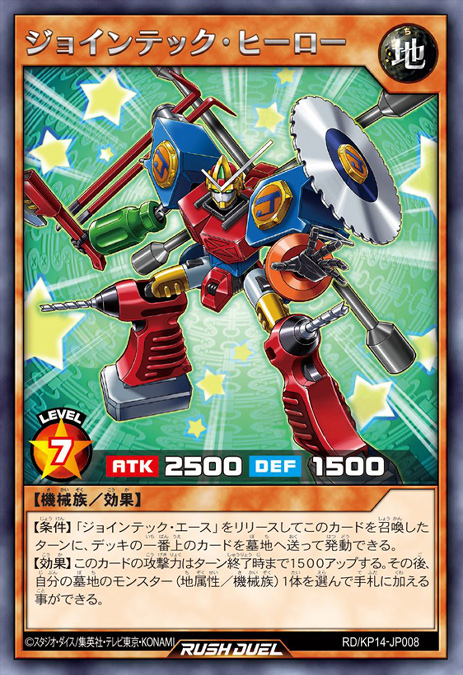 ジョインテック・ヒーロー
地
LEVEL
7
ATK 2500 DEF 1500
【機械族／効果】
【条件】「ジョインテック・エース」をリリースしてこのカードを召喚した
ターンに、デッキの一番上のカードを墓地へ送って発動できる。
【効果】このカードの攻撃力はターン終了時まで1500アップする。その後、
自分の墓地のモンスター（地属性／機械族）1体を選んで手札に加える
事ができる。
©スタジオ・ダイス/集英社・テレビ東京・KONAMI
RUSH DUEL
RD/KP14-JP008